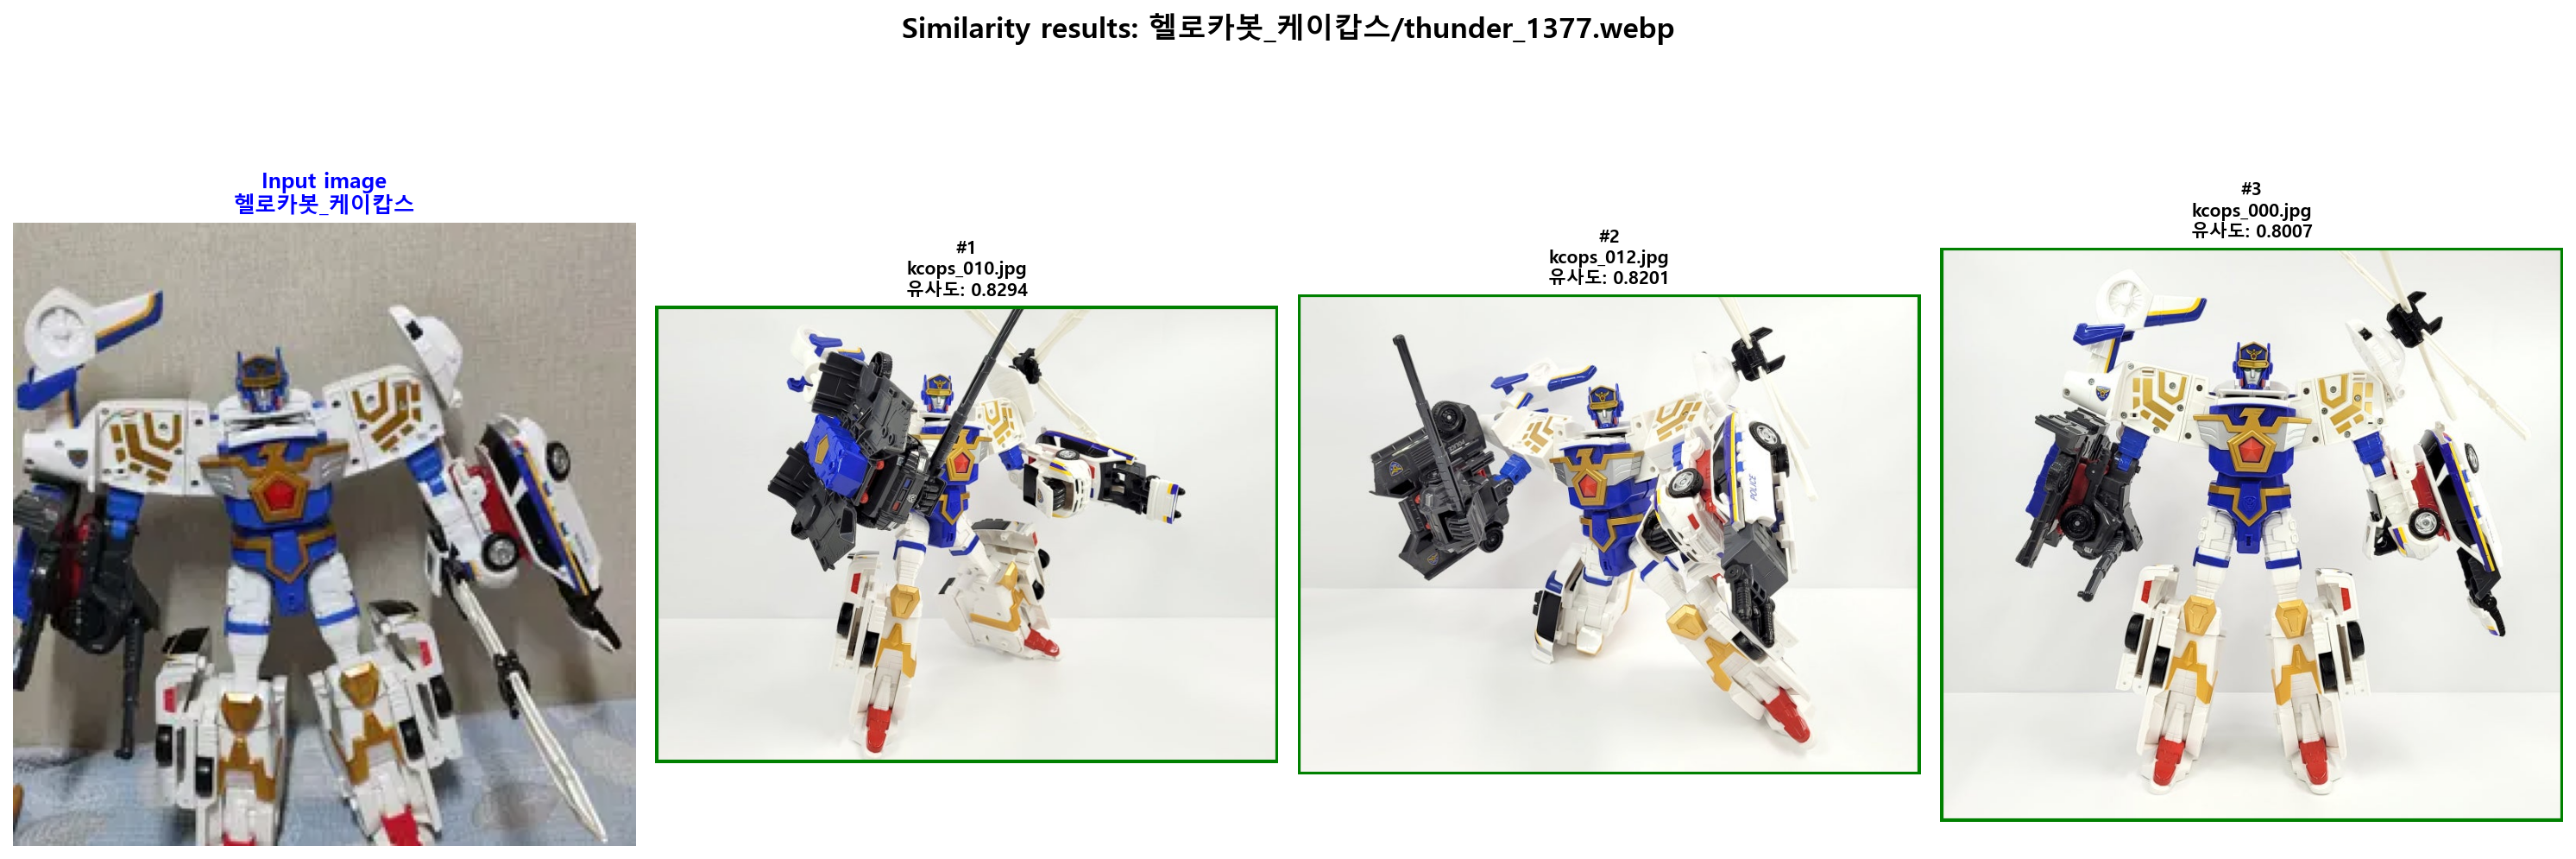 Similarity results: 헬로카봇_케이캅스/thunder_1377.webp
Input image
헬로카봇_케이캅스
#1
kcops_010.jpg
유사도: 0.8294
#2
kcops_012.jpg
유사도: 0.8201
#3
kcops_000.jpg
유사도: 0.8007
POLICE